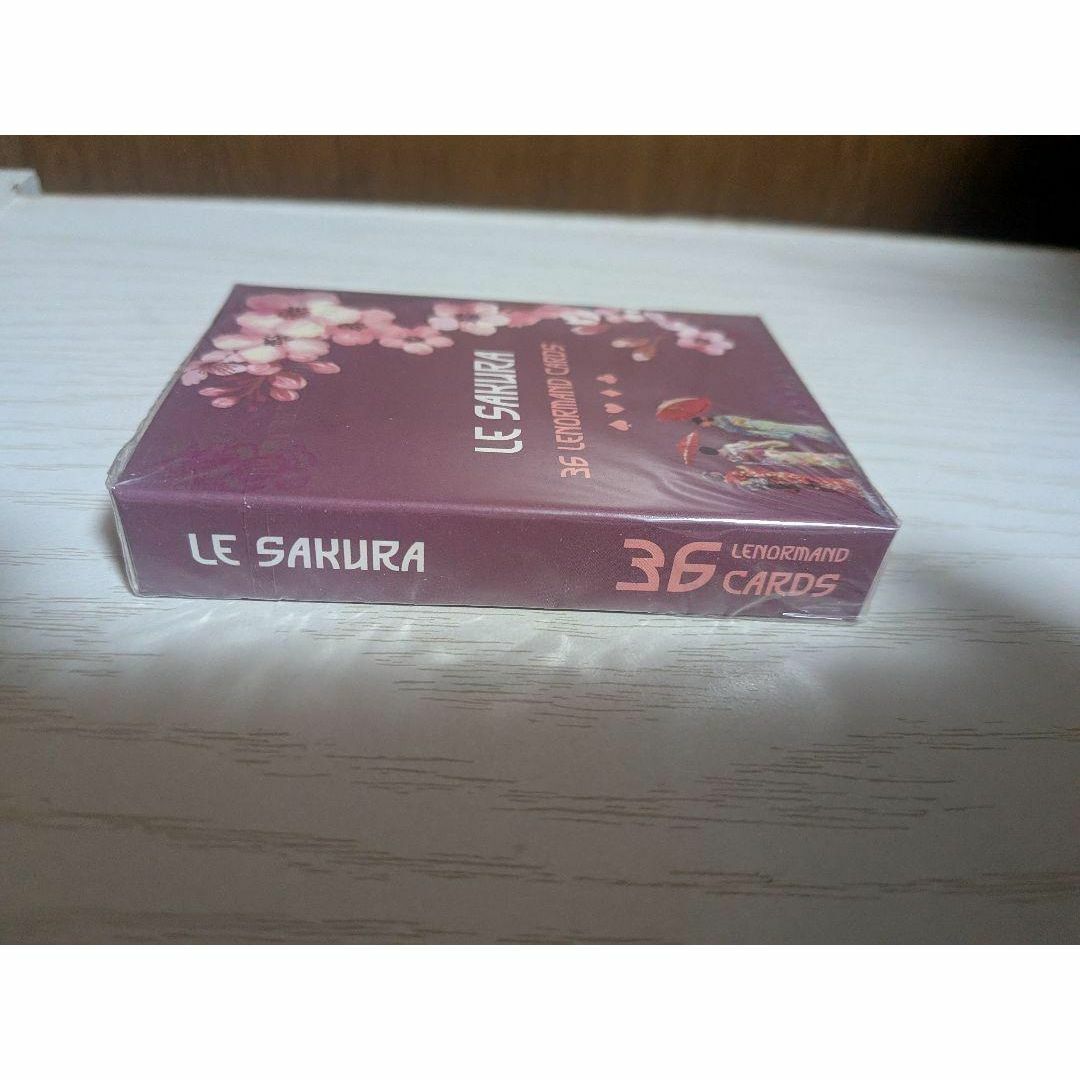 LE SAKURA
36 LENORMAND CARDS
♠ ♥ ♦ ♣
LE SAKURA
36 LENORMAND
CARDS